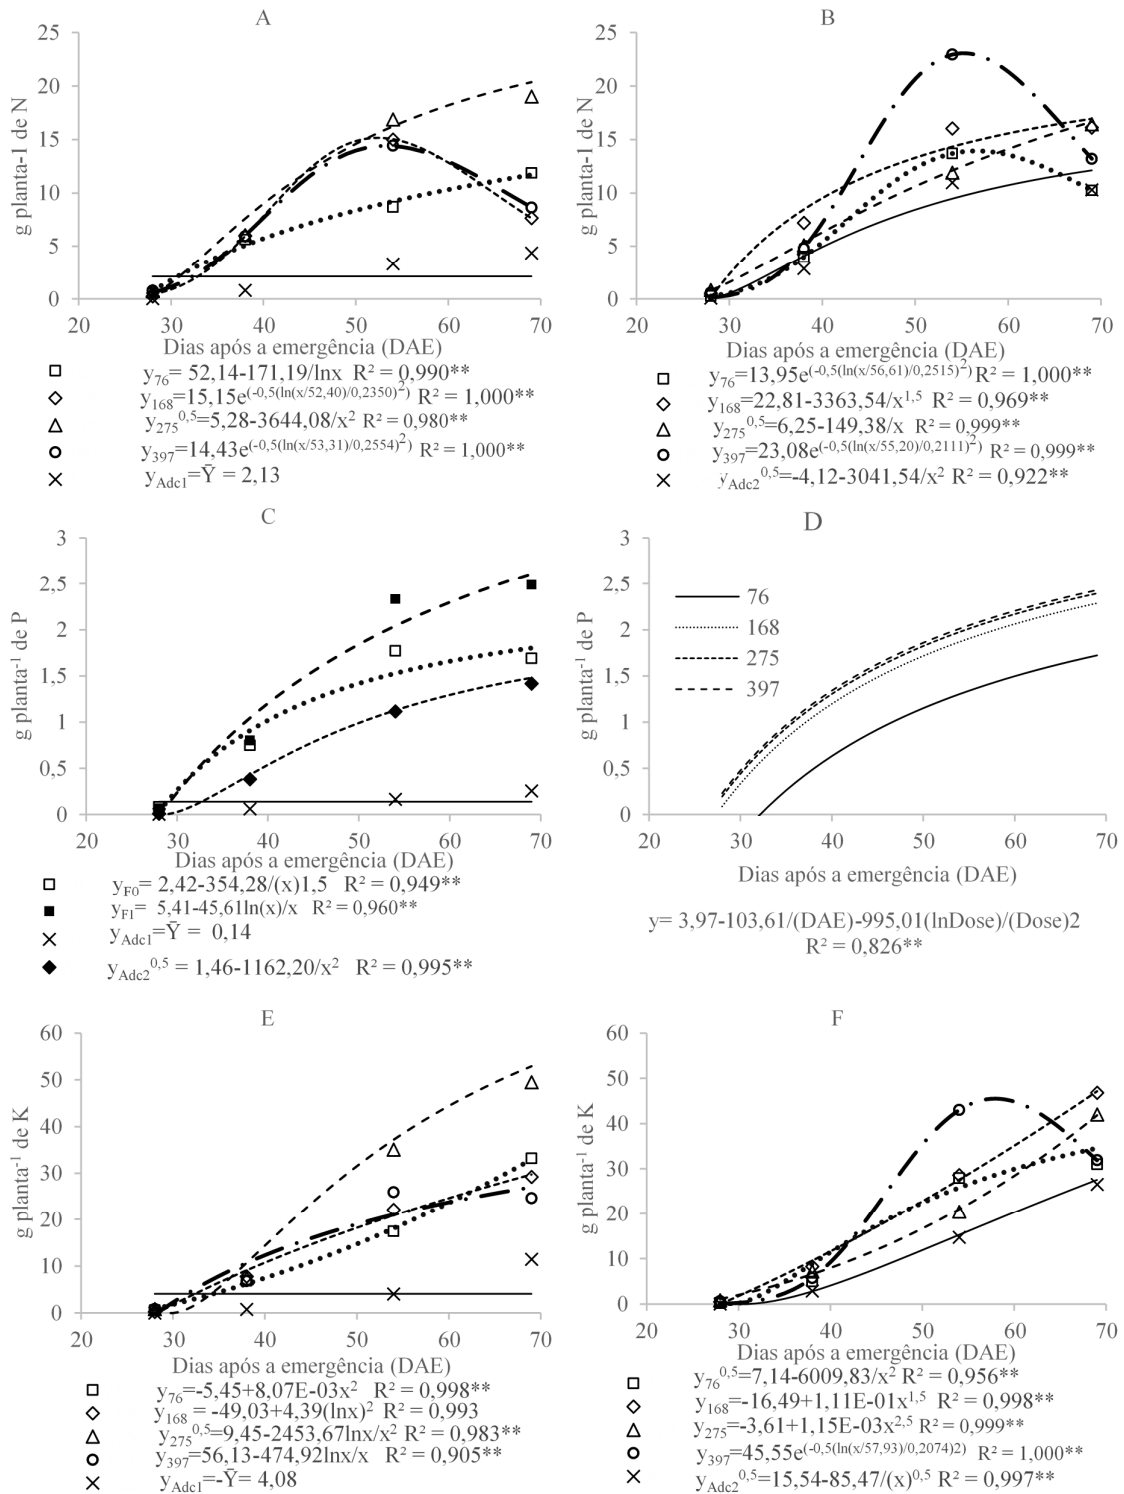 A
25
20
15
10
5
0
g planta-1 de N
20 30 40 50 60 70
Dias após a emergência (DAE)
y76= 52,14-171,19/lnx R² = 0,990**
y168=15,15e(-0,5(ln(x/52,40)/0,2350)2) R² = 1,000**
y275^0,5=5,28-3644,08/x² R² = 0,980**
y397=14,43e(-0,5(ln(x/53,31)/0,2554)2) R² = 1,000**
yAdc1=Ȳ = 2,13
B
25
20
15
10
5
0
g planta-1 de N
20 30 40 50 60 70
Dias após a emergência (DAE)
y76=13,95e(-0,5(ln(x/56,61)/0,2515)2) R² = 1,000**
y168=22,81-3363,54/x^1,5 R² = 0,969**
y275^0,5=6,25-149,38/x R² = 0,999**
y397=23,08e(-0,5(ln(x/55,20)/0,2111)2) R² = 0,999**
yAdc2^0,5=-4,12-3041,54/x² R² = 0,922**
C
3
2,5
2
1,5
1
0,5
0
g planta-1 de P
20 30 40 50 60 70
Dias após a emergência (DAE)
yF0= 2,42-354,28/(x)1,5 R² = 0,949**
yF1= 5,41-45,61ln(x)/x R² = 0,960**
yAdc1=Ȳ = 0,14
yAdc2^0,5 = 1,46-1162,20/x² R² = 0,995**
D
3
2,5
2
1,5
1
0,5
0
g planta-1 de P
76
168
275
397
20 30 40 50 60 70
Dias após a emergência (DAE)
y= 3,97-103,61/(DAE)-995,01(lnDose)/(Dose)2
R² = 0,826**
E
60
50
40
30
20
10
0
g planta-1 de K
20 30 40 50 60 70
Dias após a emergência (DAE)
y76=-5,45+8,07E-03x² R² = 0,998**
y168 = -49,03+4,39(lnx)² R² = 0,993
y275^0,5=9,45-2453,67lnx/x² R² = 0,983**
y397=56,13-474,92lnx/x R² = 0,905**
yAdc1=-Ȳ= 4,08
F
60
50
40
30
20
10
0
g planta-1 de K
20 30 40 50 60 70
Dias após a emergência (DAE)
y76^0,5=7,14-6009,83/x² R² = 0,956**
y168=-16,49+1,11E-01x^1,5 R² = 0,998**
y275=-3,61+1,15E-03x^2,5 R² = 0,999**
y397=45,55e(-0,5(ln(x/57,93)/0,2074)2) R² = 1,000**
yAdc2^0,5=15,54-85,47/(x)^0,5 R² = 0,997**